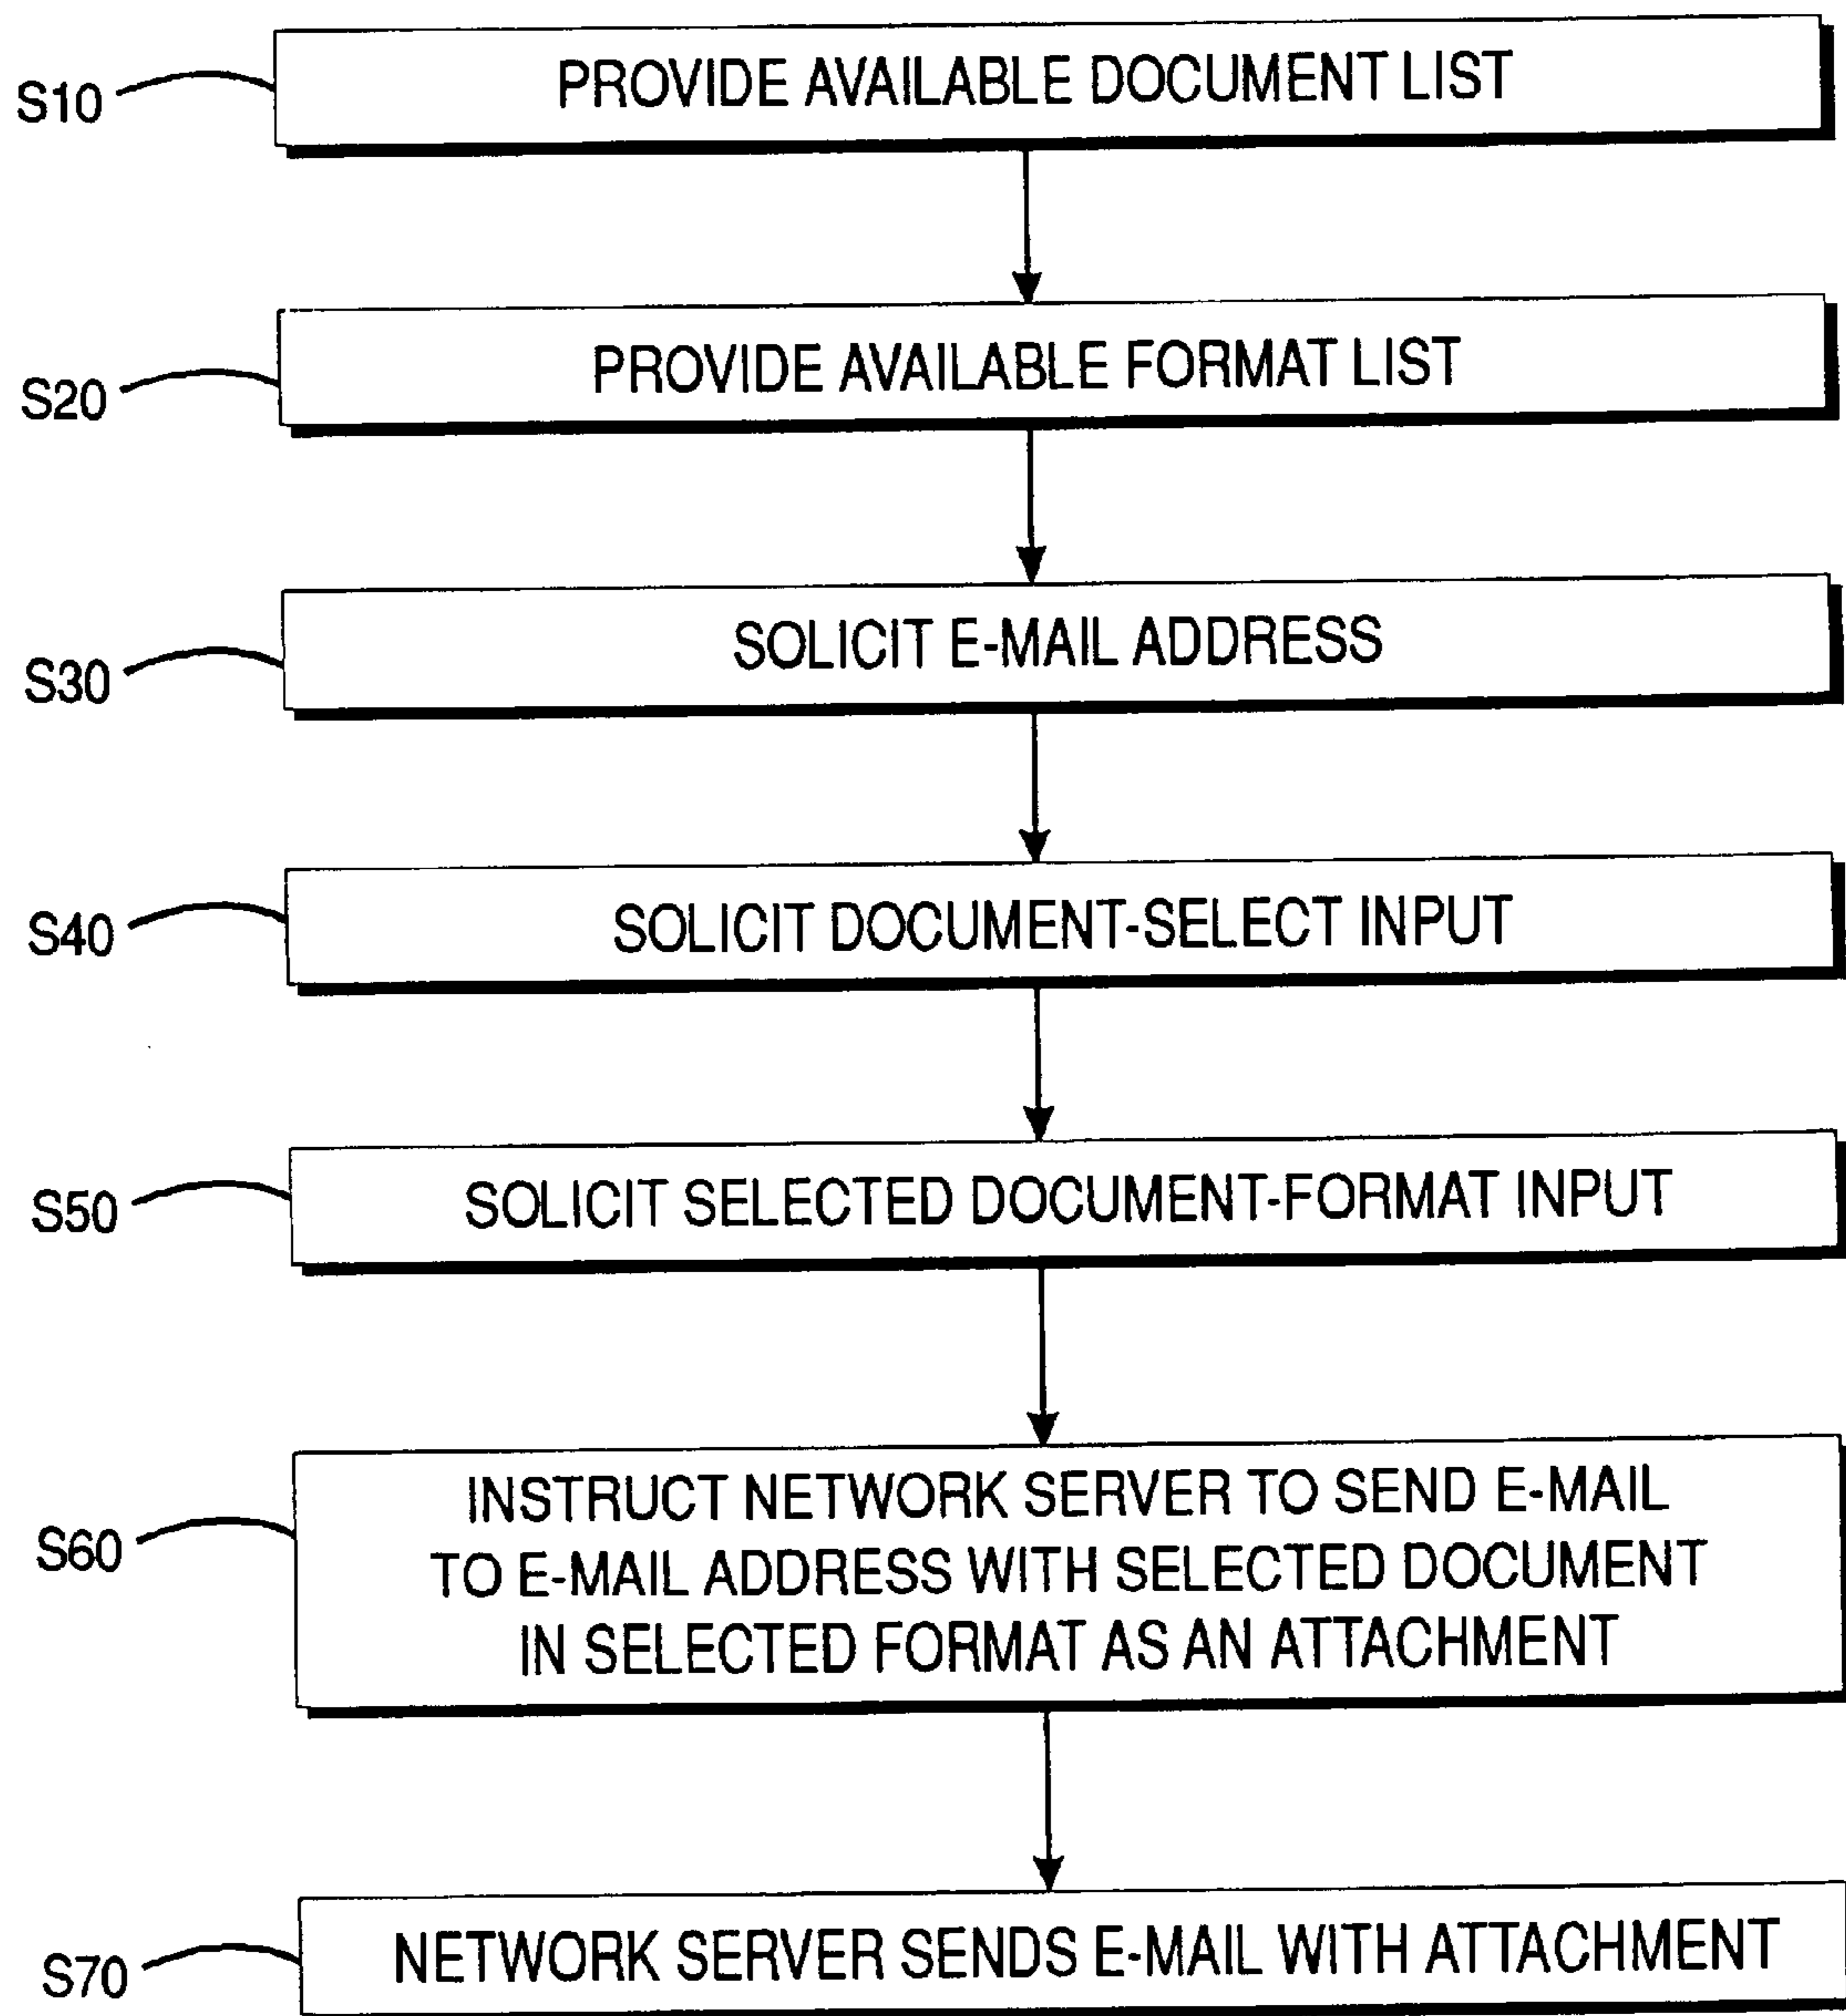 S10
PROVIDE AVAILABLE DOCUMENT LIST
S20
PROVIDE AVAILABLE FORMAT LIST
S30
SOLICIT E-MAIL ADDRESS
S40
SOLICIT DOCUMENT-SELECT INPUT
S50
SOLICIT SELECTED DOCUMENT-FORMAT INPUT
S60
INSTRUCT NETWORK SERVER TO SEND E-MAIL
TO E-MAIL ADDRESS WITH SELECTED DOCUMENT
IN SELECTED FORMAT AS AN ATTACHMENT
S70
NETWORK SERVER SENDS E-MAIL WITH ATTACHMENT